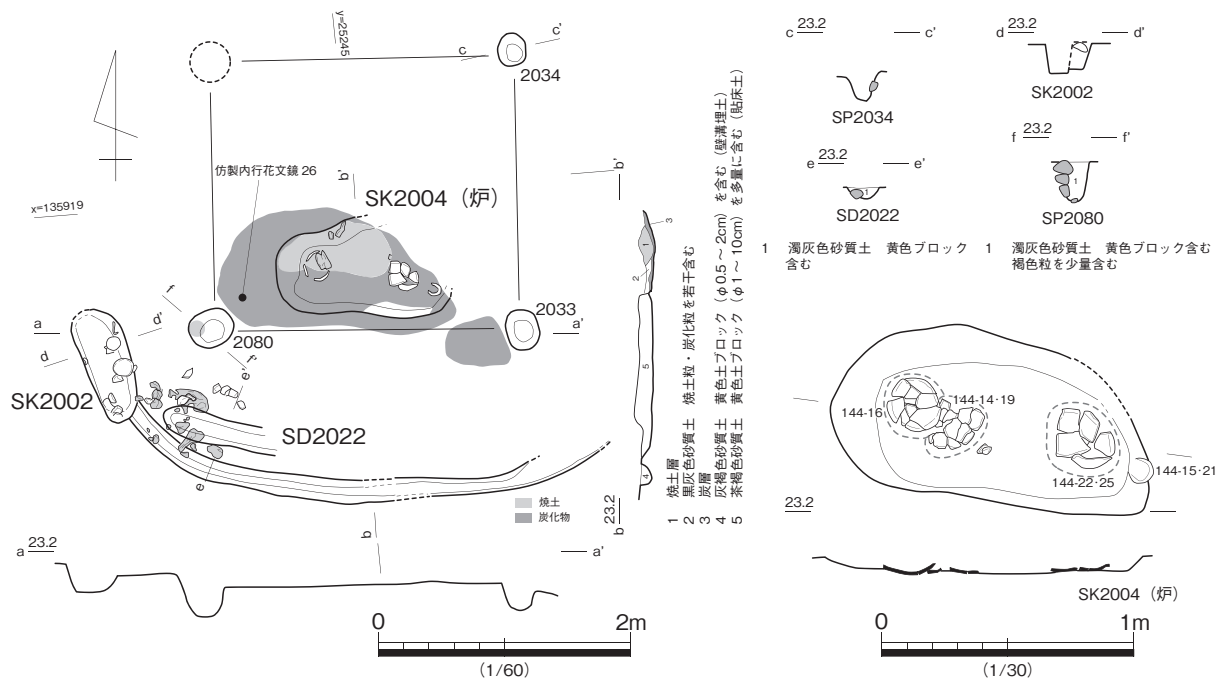 y=25245
c
c'
2034
仿製内行花文鏡 26
b'
b'
SK2004（炉）
x=135919
3
1
2
5
4
f
a
d'
d
2080
2033
a'
f'
e
SK2002
SD2022
e
焼土
炭化物
b
b 23.2
a 23.2
a'
0 2m
(1/60)
1 焼土層
2 黒灰色砂質土 焼土粒・炭化粒を若干含む
3 炭層
4 灰褐色砂質土 黄色土ブロック（φ0.5～2cm）を含む（壁溝埋土）
5 茶褐色砂質土 黄色土ブロック（φ1～10cm）を多量に含む（貼床土）
c 23.2 c'
SP2034
d 23.2 d'
SK2002
e 23.2 e'
1
SD2022
f 23.2 f'
1
SP2080
1 濁灰色砂質土 黄色ブロック
含む
1 濁灰色砂質土 黄色ブロック含む
褐色粒を少量含む
144-16
144-14･19
144-22･25
144-15･21
23.2
SK2004（炉）
0 1m
(1/30)